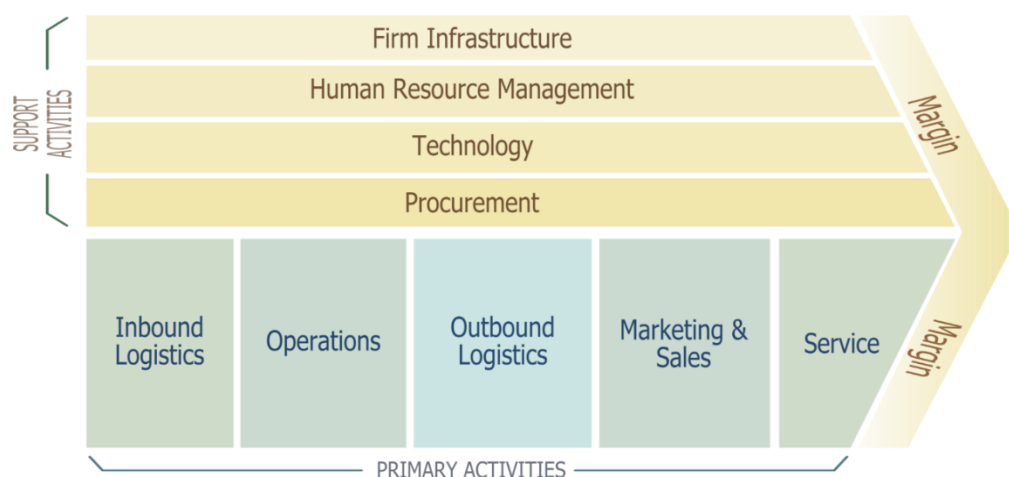 SUPPORT
ACTIVITIES
Firm Infrastructure
Human Resource Management
Technology
Procurement
Margin
Inbound
Logistics
Operations
Outbound
Logistics
Marketing &
Sales
Service
Margin
PRIMARY ACTIVITIES